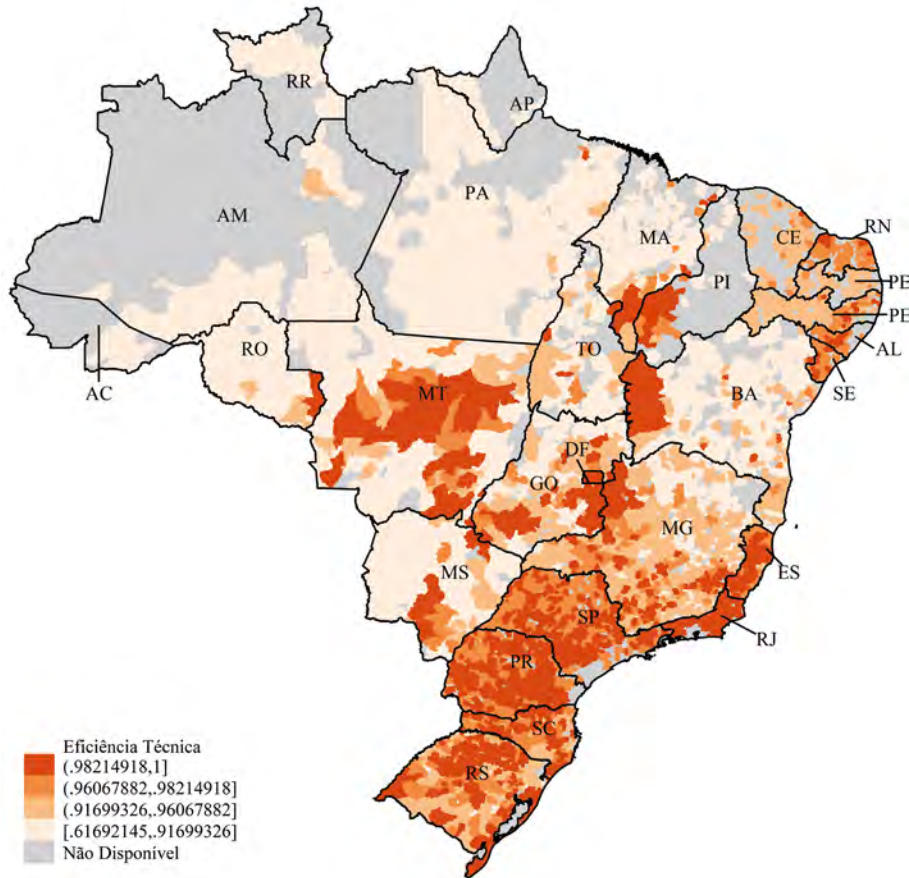 RR
AP
AM
PA
MA
CE
RN
PI
PE
PE
AL
SE
RO
TO
AC
MT
BA
DF
GO
MG
MS
ES
SP
RJ
PR
SC
RS
Eficiência Técnica
(.98214918,1]
(.96067882,.98214918]
(.91699326,.96067882]
[.61692145,.91699326]
Não Disponível